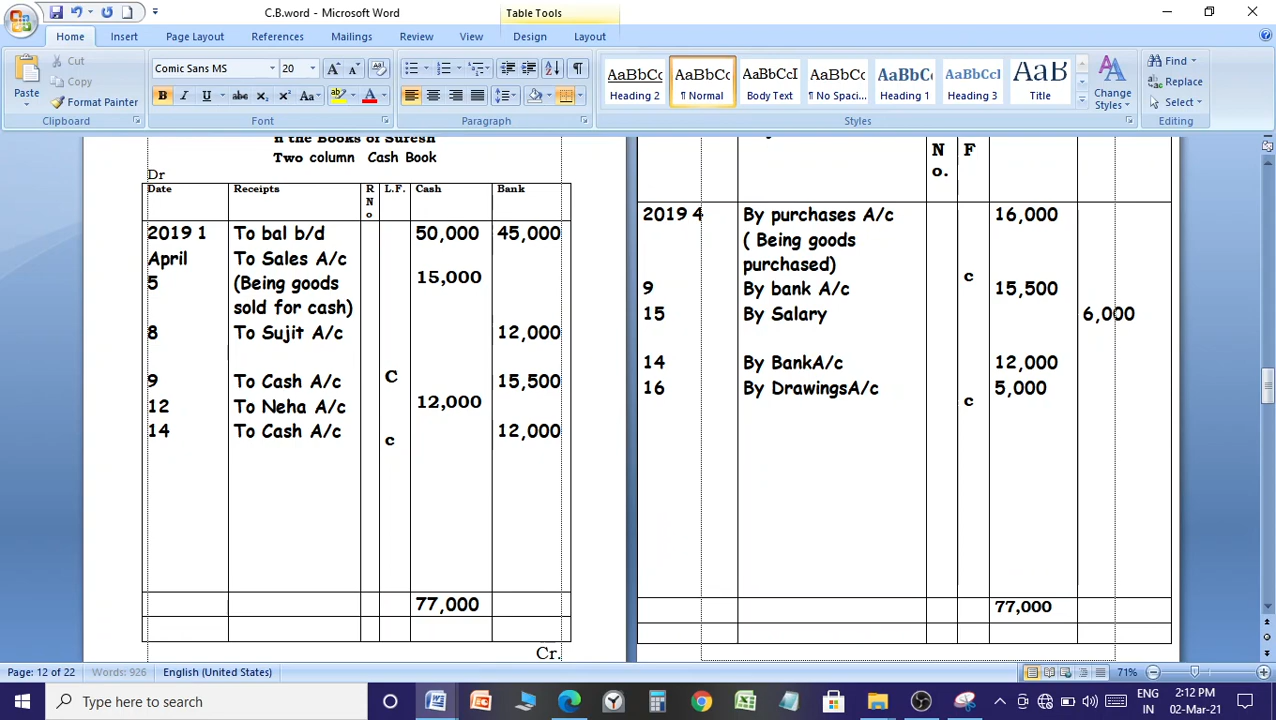 C.B.word - Microsoft Word
Table Tools
Home Insert Page Layout References Mailings Review View Design Layout
Paste
Cut
Copy
Format Painter
Clipboard
Comic Sans MS 20
Font
Paragraph
AaBbCc AaBbCc AaBbCcI AaBbCc AaBbC AaBbCc AaB
Heading 2 ¶ Normal Body Text ¶ No Spaci... Heading 1 Heading 3 Title
Change Styles
Styles
Find
Replace
Select
Editing
n the Books of Suresh
Two column Cash Book
Dr
Date Receipts R N o L.F. Cash Bank
2019 1 To bal b/d 50,000 45,000
April To Sales A/c
5 (Being goods 15,000
sold for cash)
8 To Sujit A/c 12,000
9 To Cash A/c C 15,500
12 To Neha A/c 12,000
14 To Cash A/c c 12,000
77,000
Cr.
N F
o.
2019 4 By purchases A/c 16,000
( Being goods
purchased)
9 By bank A/c c 15,500
15 By Salary 6,000
14 By BankA/c 12,000
16 By DrawingsA/c c 5,000
77,000
Page: 12 of 22 Words: 926 English (United States) 71%
Type here to search
ENG
IN
2:12 PM
02-Mar-21